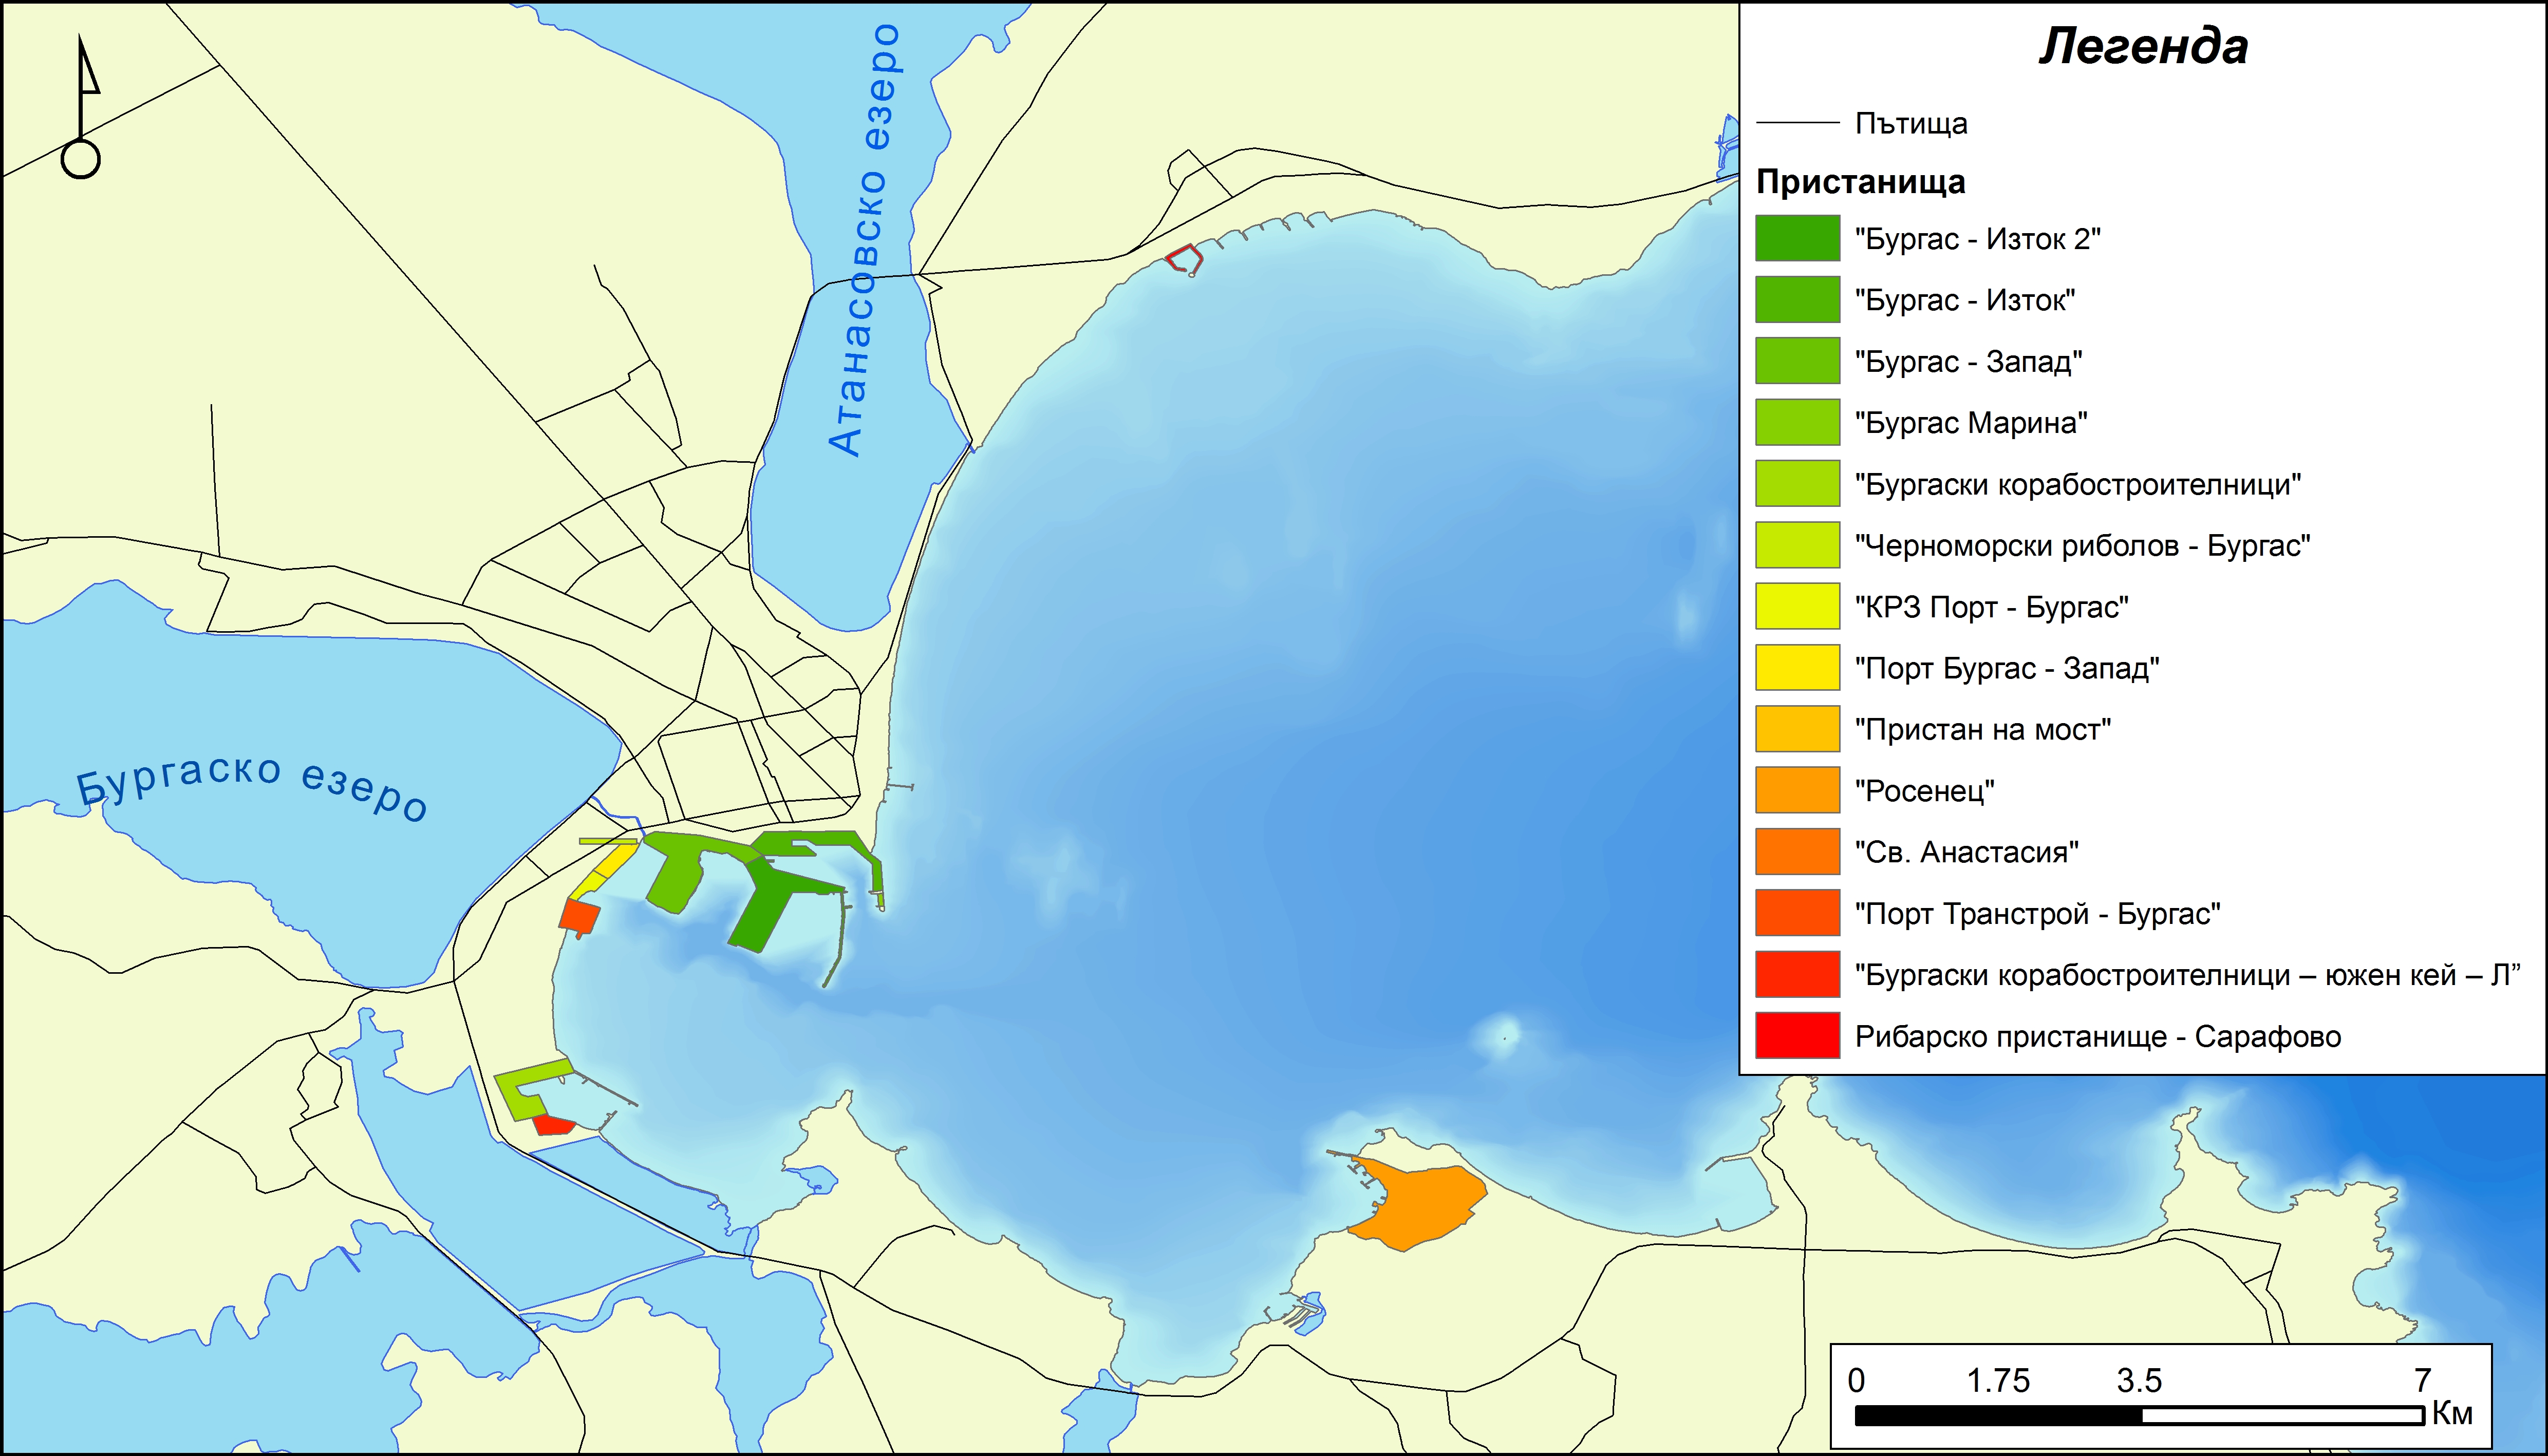 Атанасовско езеро
Бургаско езеро
Легенда
Пътища
Пристанища
"Бургас - Изток 2"
"Бургас - Изток"
"Бургас - Запад"
"Бургас Марина"
"Бургаски корабостроителници"
"Черноморски риболов - Бургас"
"КРЗ Порт - Бургас"
"Порт Бургас - Запад"
"Пристан на мост"
"Росенец"
"Св. Анастасия"
"Порт Транстрой - Бургас"
"Бургаски корабостроителници – южен кей – Л”
Рибарско пристанище - Сарафово
0 1.75 3.5 7
Км